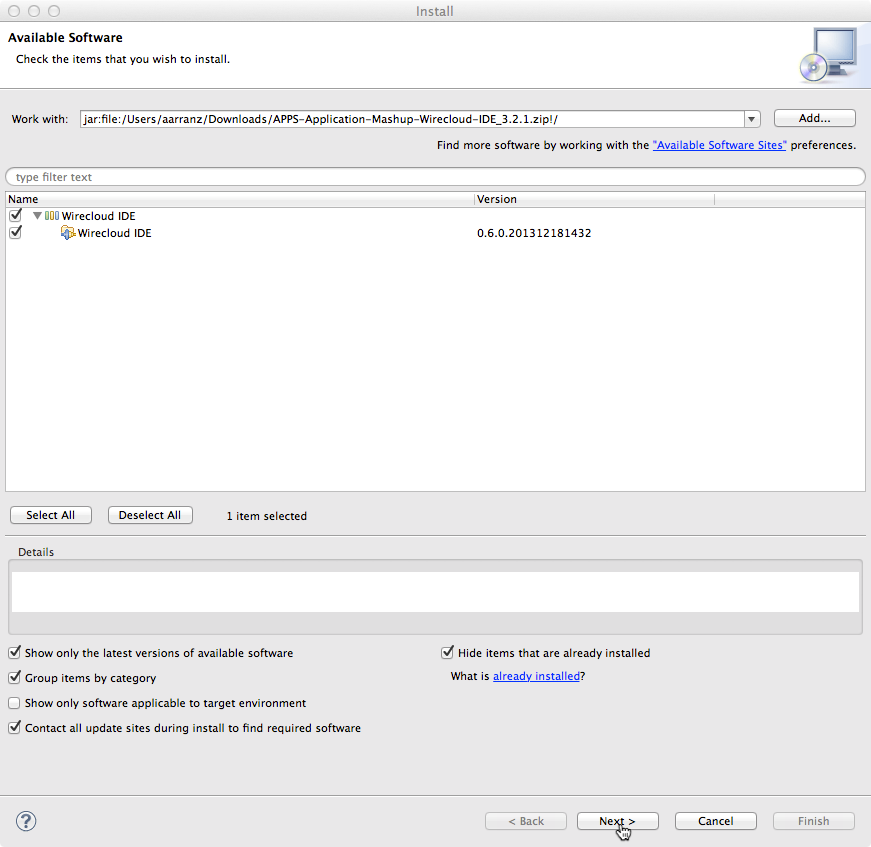 Install
Available Software
Check the items that you wish to install.
Work with: jar:file:/Users/aarranz/Downloads/APPS-Application-Mashup-Wirecloud-IDE_3.2.1.zip!/ Add...
Find more software by working with the "Available Software Sites" preferences.
type filter text
Name Version
Wirecloud IDE
Wirecloud IDE 0.6.0.201312181432
Select All Deselect All 1 item selected
Details
Show only the latest versions of available software Hide items that are already installed
Group items by category What is already installed?
Show only software applicable to target environment
Contact all update sites during install to find required software
? < Back Next > Cancel Finish